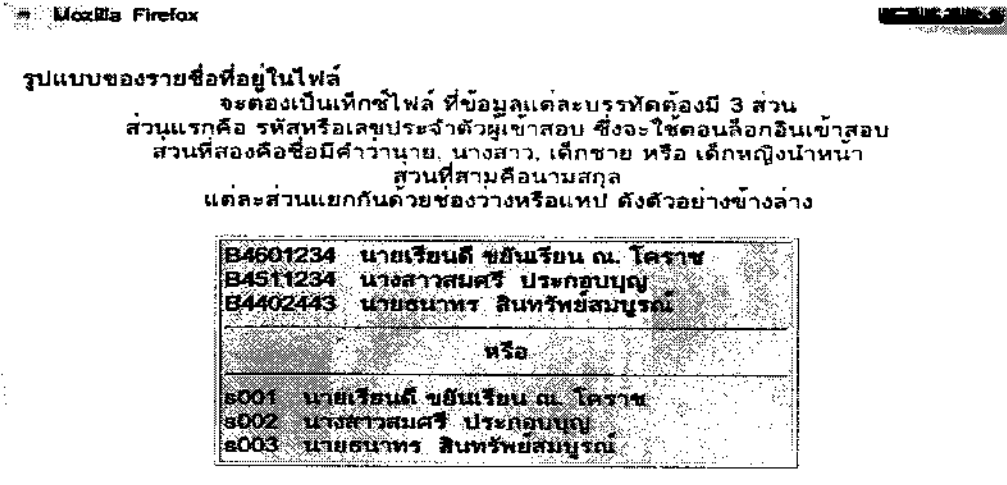 Mozilla Firefox
รูปแบบของรายชื่อที่อยู่ในไฟล์
จะต้องเป็นเท็กซ์ไฟล์ ที่ข้อมูลแต่ละบรรทัดต้องมี 3 ส่วน
ส่วนแรกคือ รหัสหรือเลขประจำตัวผู้เข้าสอบ ซึ่งจะใช้ตอนล็อกอินเข้าสอบ
ส่วนที่สองคือชื่อมีคำว่านาย, นางสาว, เด็กชาย หรือ เด็กหญิงนำหน้า
ส่วนที่สามคือนามสกุล
แต่ละส่วนแยกกันด้วยช่องว่างหรือแทป ดังตัวอย่างข้างล่าง
B4601234 นายเรียนดี ขยันเรียน ณ. โคราช
B4511234 นางสาวสมศรี ประกอบบุญ
B4402443 นายธนาทร สินทรัพย์สมบูรณ์
หรือ
s001 นายเรียนดี ขยันเรียน ณ. โคราช
s002 นางสาวสมศรี ประกอบบุญ
s003 นายธนาทร สินทรัพย์สมบูรณ์